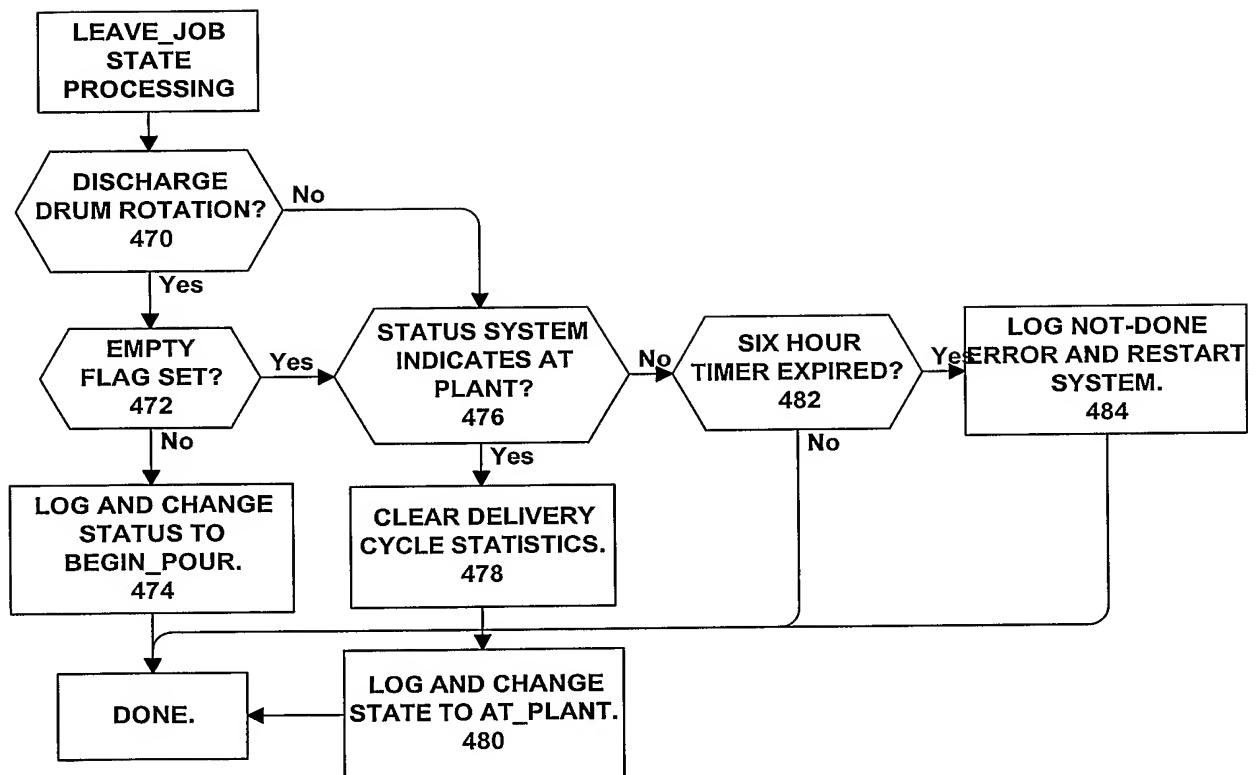 LEAVE_JOB
STATE
PROCESSING
DISCHARGE
DRUM ROTATION?
470
No
Yes
EMPTY
FLAG SET?
472
Yes
No
STATUS SYSTEM
INDICATES AT
PLANT?
476
No
Yes
SIX HOUR
TIMER EXPIRED?
482
Yes
No
LOG NOT-DONE
ERROR AND RESTART
SYSTEM.
484
LOG AND CHANGE
STATUS TO
BEGIN_POUR.
474
CLEAR DELIVERY
CYCLE STATISTICS.
478
DONE.
LOG AND CHANGE
STATE TO AT_PLANT.
480